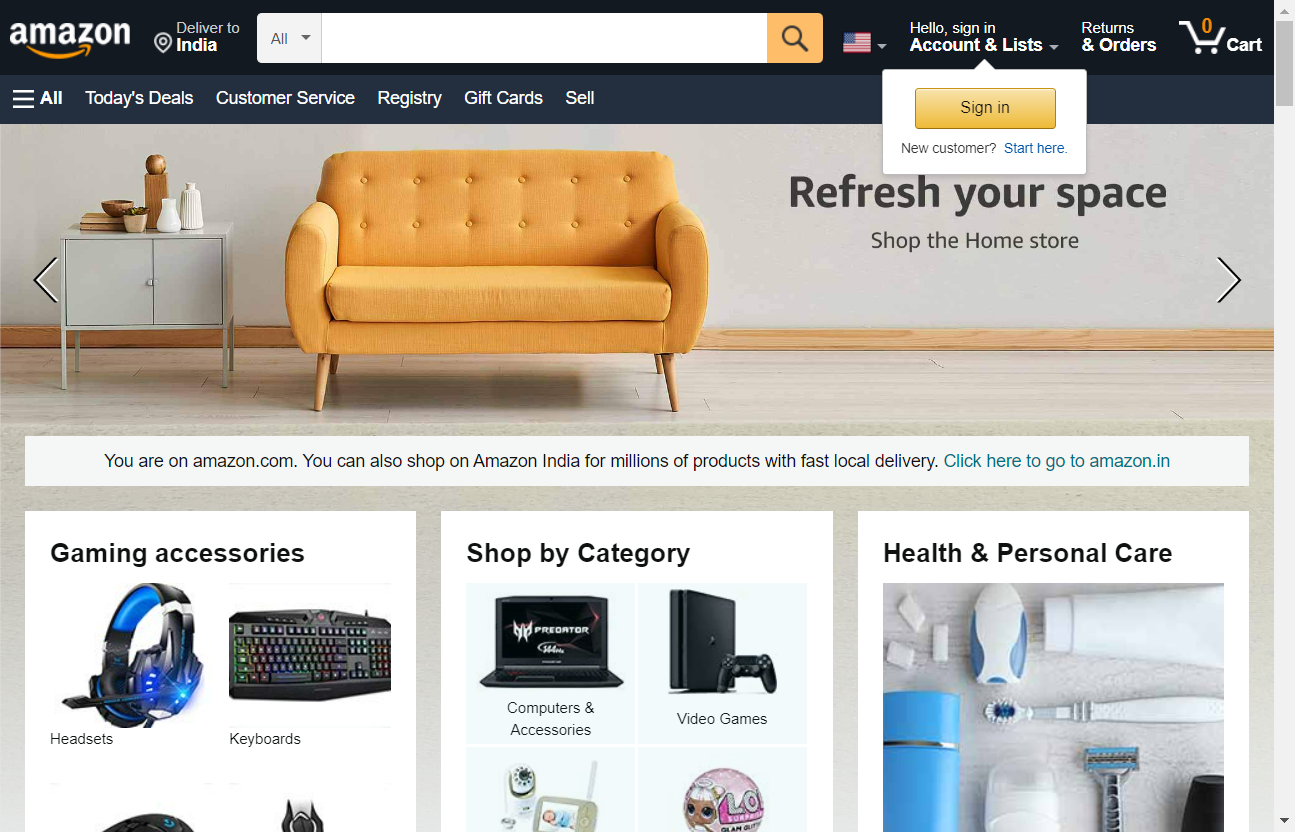 amazon
Deliver to
India
All
Hello, sign in
Account & Lists
Returns
& Orders
0
Cart
All
Today's Deals
Customer Service
Registry
Gift Cards
Sell
Sign in
New customer? Start here.
Refresh your space
Shop the Home store
You are on amazon.com. You can also shop on Amazon India for millions of products with fast local delivery. Click here to go to amazon.in
Gaming accessories
Headsets
Keyboards
Shop by Category
PREDATOR
144Hz
Computers &
Accessories
Video Games
L.O.L.
SURPRISE!
GLAM GLITTER
Health & Personal Care